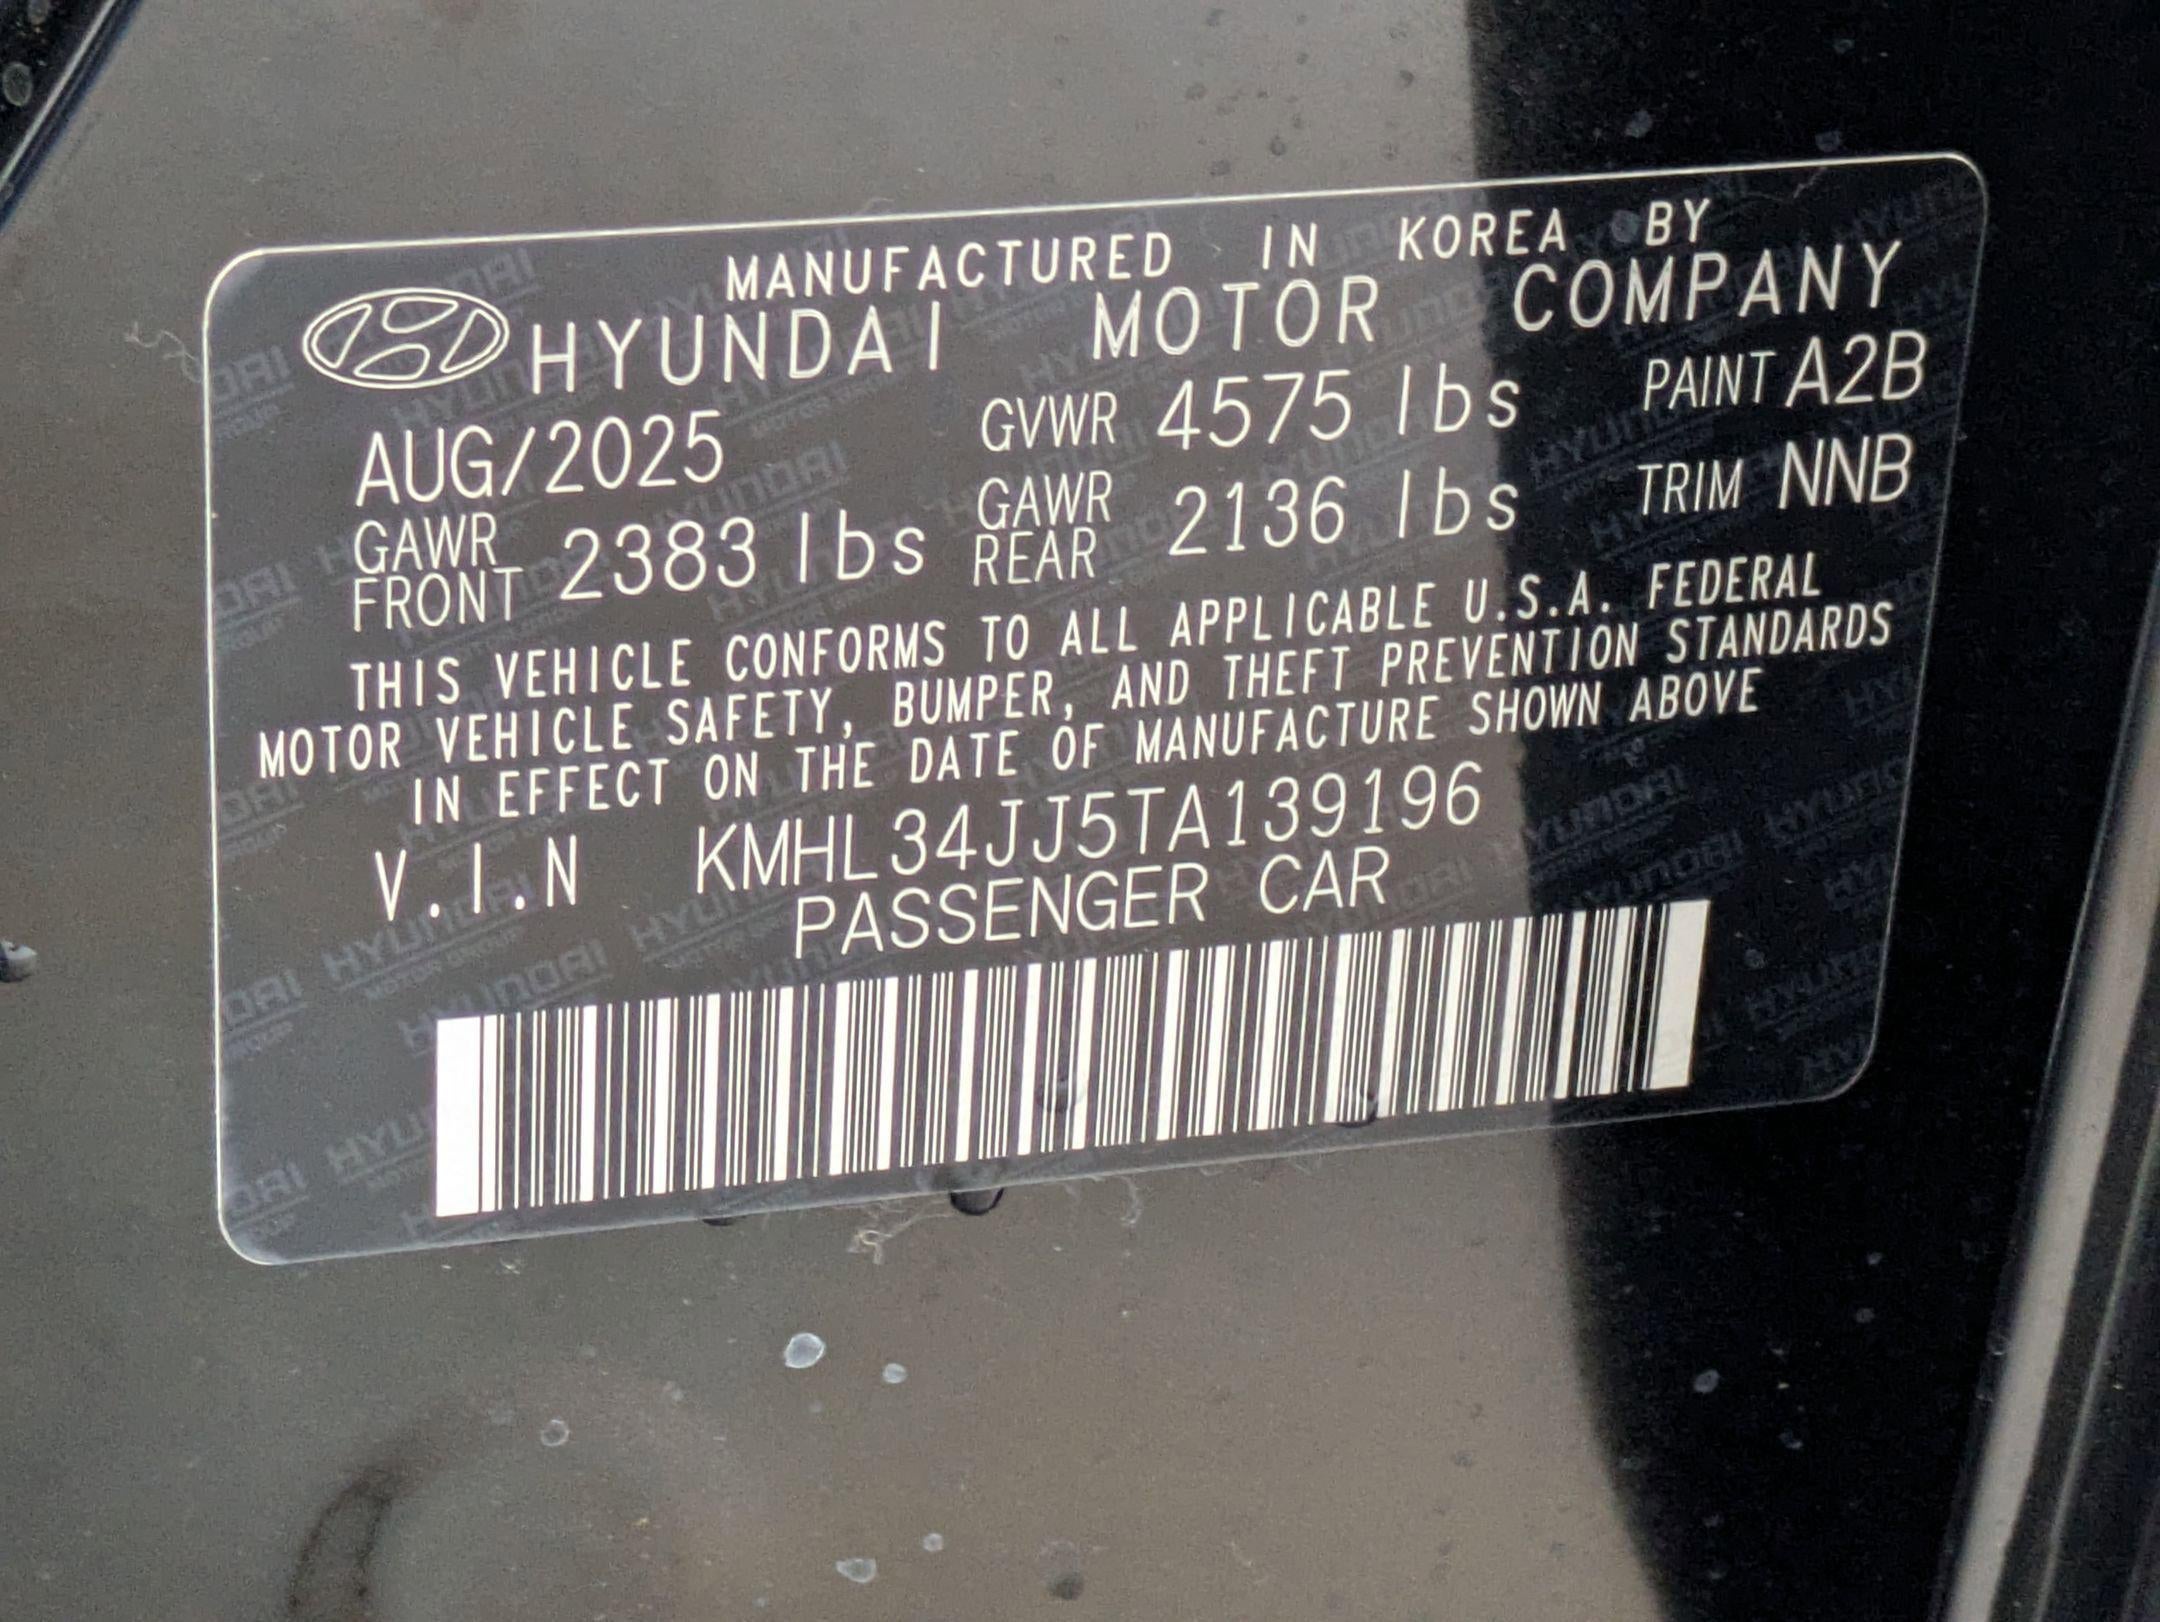 MANUFACTURED IN KOREA BY
HYUNDAI MOTOR COMPANY
AUG/2025 GVWR 4575 lbs PAINT A2B
GAWR FRONT 2383 lbs GAWR REAR 2136 lbs TRIM NNB
THIS VEHICLE CONFORMS TO ALL APPLICABLE U.S.A. FEDERAL
MOTOR VEHICLE SAFETY, BUMPER, AND THEFT PREVENTION STANDARDS
IN EFFECT ON THE DATE OF MANUFACTURE SHOWN ABOVE
V.I.N KMHL34JJ5TA139196
PASSENGER CAR